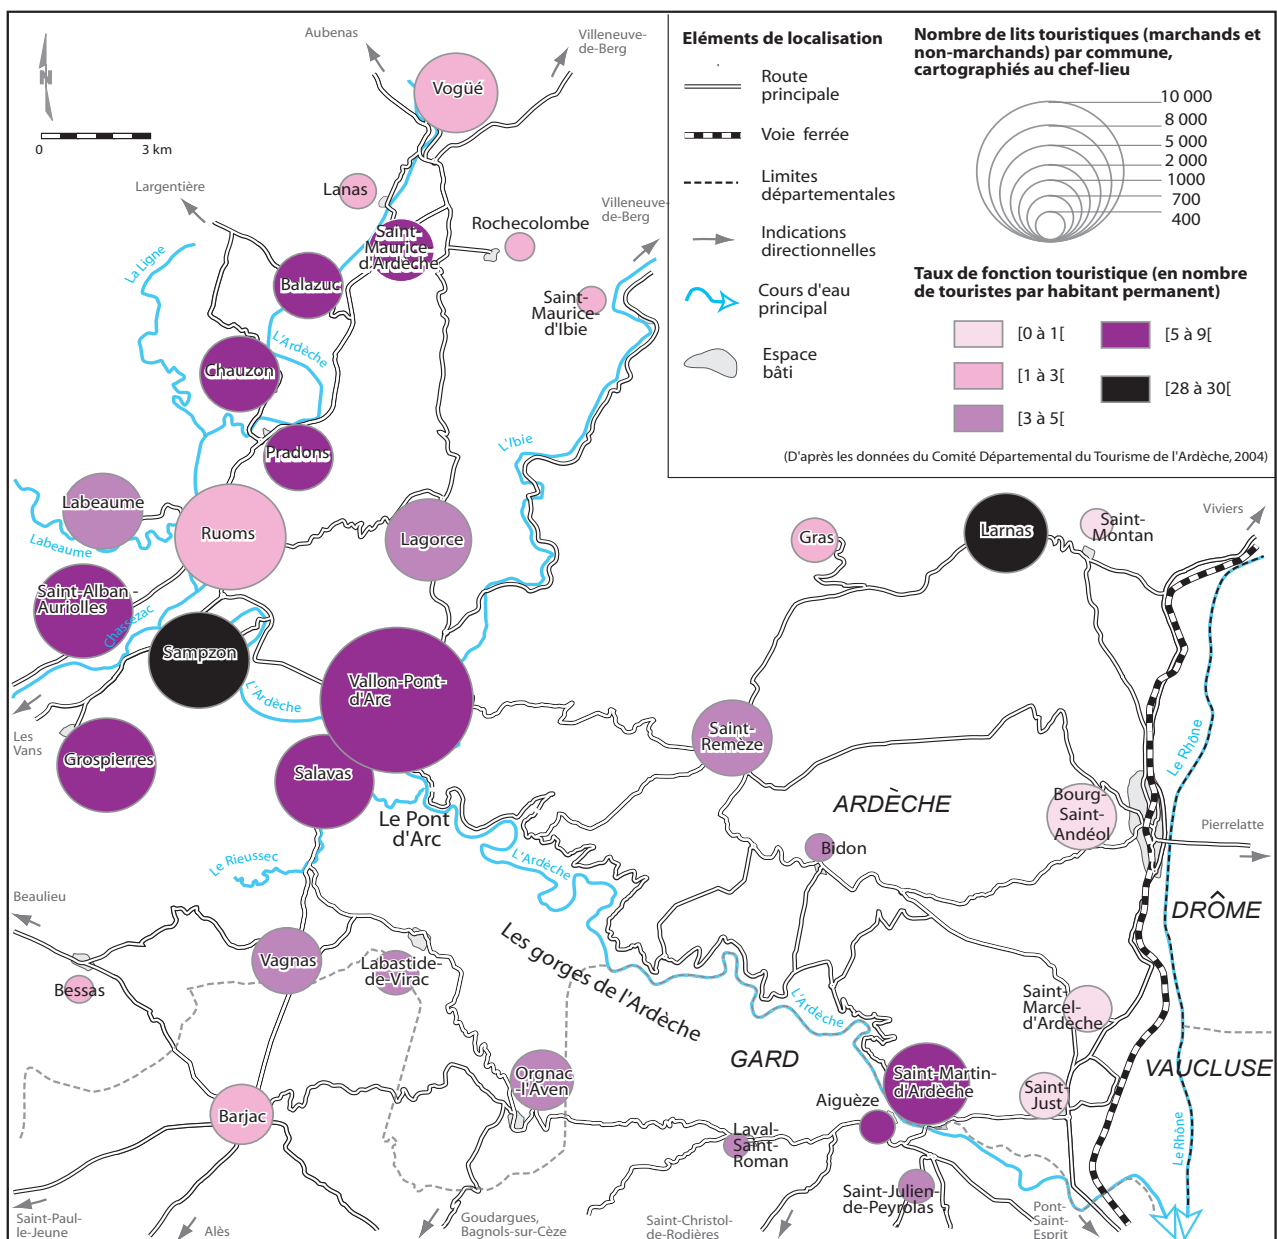 Aubenas
Villeneuve-
de-Berg
N
0
3 km
Vogüé
Lanas
Largentière
Saint-
Maurice-
d'Ardèche
Rochecolombe
Villeneuve-
de-Berg
La Ligne
Balazuc
Saint-
Maurice-
d'Ibie
L'Ardèche
Chauzon
Pradons
L'Ibie
Labeaume
Labeaume
Ruoms
Lagorce
Saint-Alban -
Auriolles
Chassezac
Sampzon
L'Ardèche
Vallon-Pont-
d'Arc
Les
Vans
Grospierres
Salavas
Le Pont
d'Arc
Le Rieussec
L'Ardèche
Beaulieu
Vagnas
Labastide-
de-Virac
Bessas
Les gorges de l'Ardèche
Barjac
Orgnac
-l'Aven
Saint-Paul-
le-Jeune
Alès
Goudargues,
Bagnols-sur-Cèze
Saint-Christol-
de-Rodières
Laval-
Saint-
Roman
Aiguèze
Saint-Julien-
de-Peyrolas
Saint-Martin-
d'Ardèche
GARD
L'Ardèche
Saint-
Just
Saint-
Marcel-
d'Ardèche
Pont-
Saint-
Esprit
Le Rhône
VAUCLUSE
DRÔME
Pierrelatte
Bourg-
Saint-
Andéol
Bidon
ARDÈCHE
Saint-
Remèze
Le Rhône
Gras
Larnas
Saint-
Montan
Viviers
Eléments de localisation
Route
principale
Voie ferrée
Limites
départementales
Indications
directionnelles
Cours d'eau
principal
Espace
bâti
Nombre de lits touristiques (marchands et
non-marchands) par commune,
cartographiés au chef-lieu
10 000
8 000
5 000
2 000
1000
700
400
Taux de fonction touristique (en nombre
de touristes par habitant permanent)
[0 à 1[
[1 à 3[
[3 à 5[
[5 à 9[
[28 à 30[
(D'après les données du Comité Départemental du Tourisme de l'Ardèche, 2004)